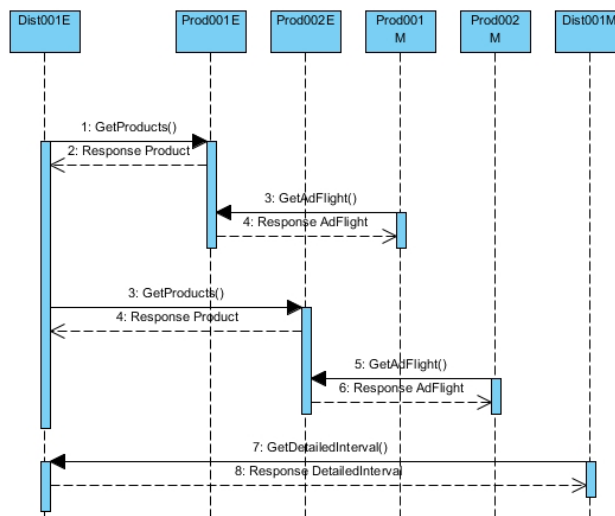 Dist001E
Prod001E
Prod002E
Prod001
M
Prod002
M
Dist001M
1: GetProducts()
2: Response Product
3: GetAdFlight()
4: Response AdFlight
3: GetProducts()
4: Response Product
5: GetAdFlight()
6: Response AdFlight
7: GetDetailedInterval()
8: Response DetailedInterval